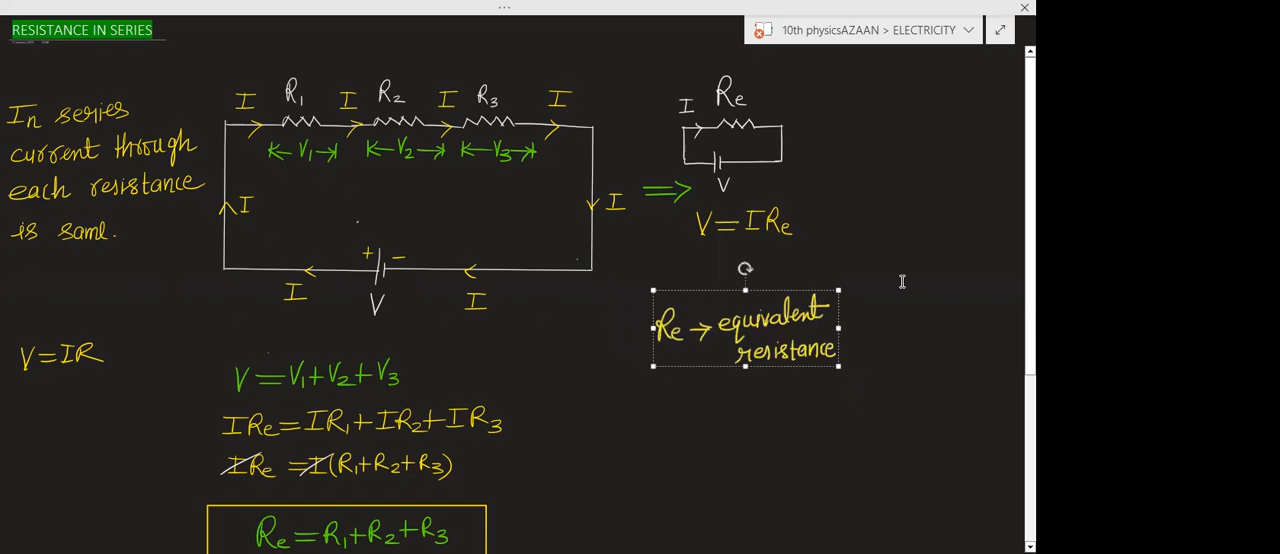 RESISTANCE IN SERIES
10th physicsAZAAN > ELECTRICITY
In series
current through
each resistance
is same.
I R1 I R2 I R3 I
V1 V2 V3
I I
+ -
I V I
I Re
V
V=IRe
Re → equivalent
resistance
V=IR
V=V1+V2+V3
IRe=IR1+IR2+IR3
IRe=I(R1+R2+R3)
Re=R1+R2+R3